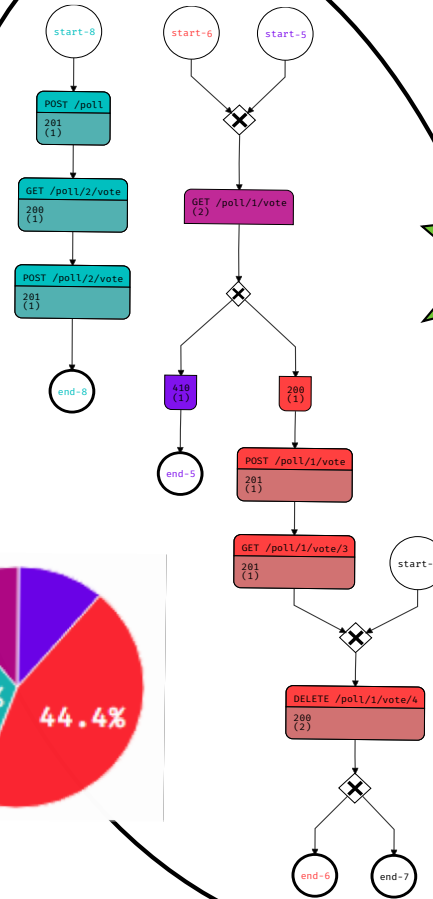 start-8
start-6
start-5
POST /poll
201
(1)
GET /poll/2/vote
200
(1)
GET /poll/1/vote
(2)
POST /poll/2/vote
201
(1)
end-8
410
(1)
200
(1)
end-5
POST /poll/1/vote
201
(1)
GET /poll/1/vote/3
201
(1)
start-
44.4%
%
DELETE /poll/1/vote/4
200
(2)
end-6
end-7